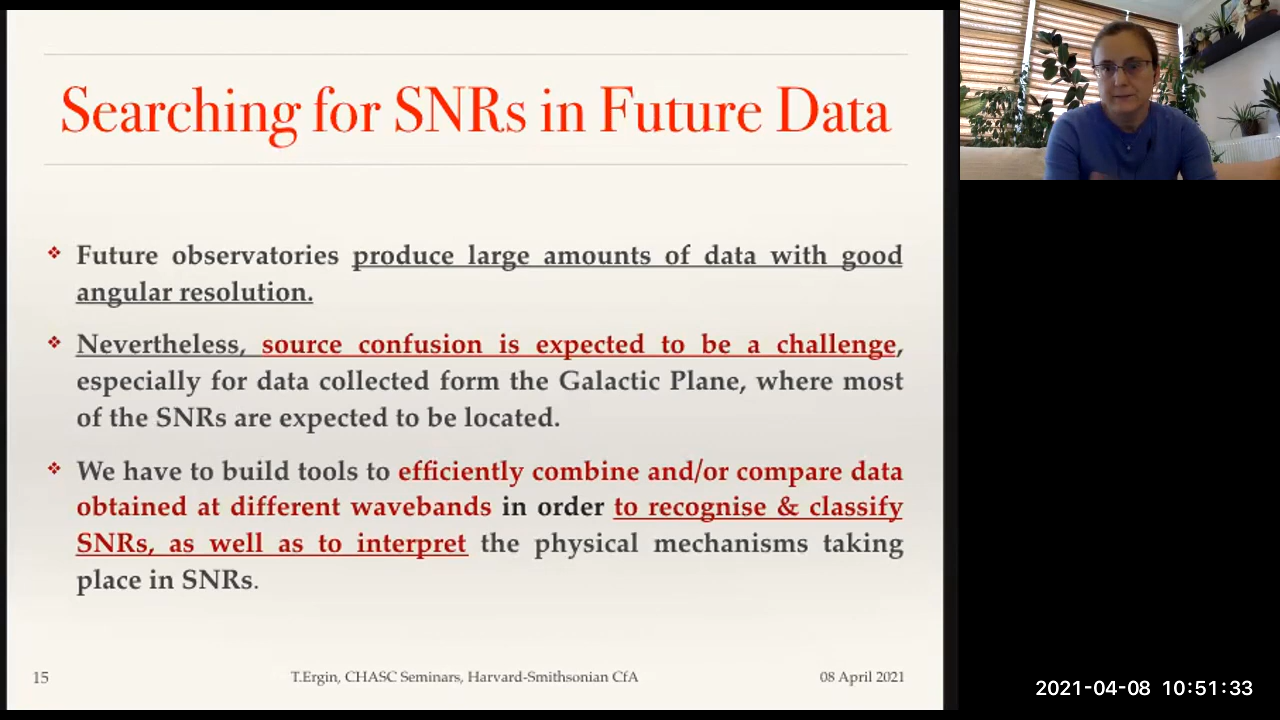 Searching for SNRs in Future Data
❖ Future observatories produce large amounts of data with good
angular resolution.
❖ Nevertheless, source confusion is expected to be a challenge,
especially for data collected form the Galactic Plane, where most
of the SNRs are expected to be located.
❖ We have to build tools to efficiently combine and/or compare data
obtained at different wavebands in order to recognise & classify
SNRs, as well as to interpret the physical mechanisms taking
place in SNRs.
15 T.Ergin, CHASC Seminars, Harvard-Smithsonian CfA 08 April 2021
2021-04-08 10:51:33